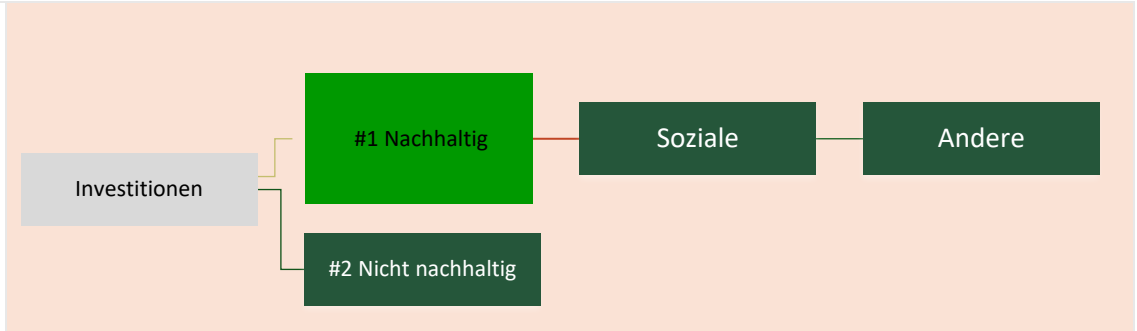 Investitionen
#1 Nachhaltig
Soziale
Andere
#2 Nicht nachhaltig